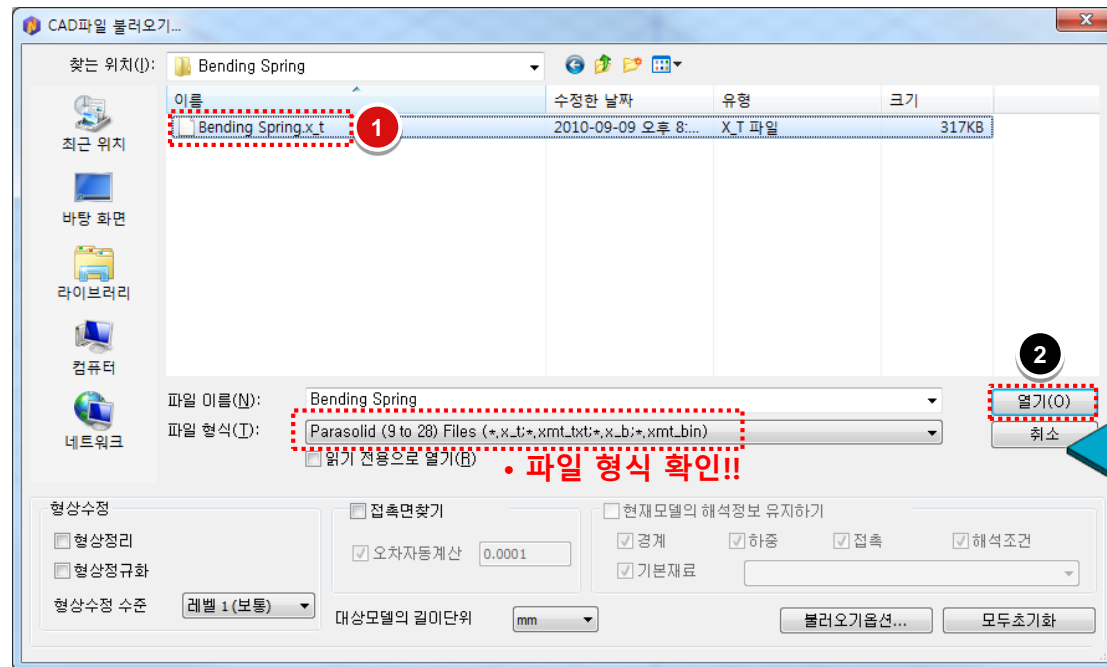 CAD파일 불러오기...
찾는 위치(I): Bending Spring
이름 수정한 날짜 유형 크기
Bending Spring.x_t 1 2010-09-09 오후 8:... X_T 파일 317KB
최근 위치
바탕 화면
라이브러리
컴퓨터
네트워크
2
파일 이름(N): Bending Spring 열기(O)
파일 형식(T): Parasolid (9 to 28) Files (*.x_t;*.xmt_txt;*.x_b;*.xmt_bin) 취소
읽기 전용으로 열기(R)
• 파일 형식 확인!!
형상수정 접촉면찾기 현재모델의 해석정보 유지하기
형상정리 오차자동계산 0.0001 경계 하중 접촉 해석조건
형상정규화 기본재료
형상수정 수준 레벨 1 (보통) 대상모델의 길이단위 mm 불러오기옵션... 모두초기화